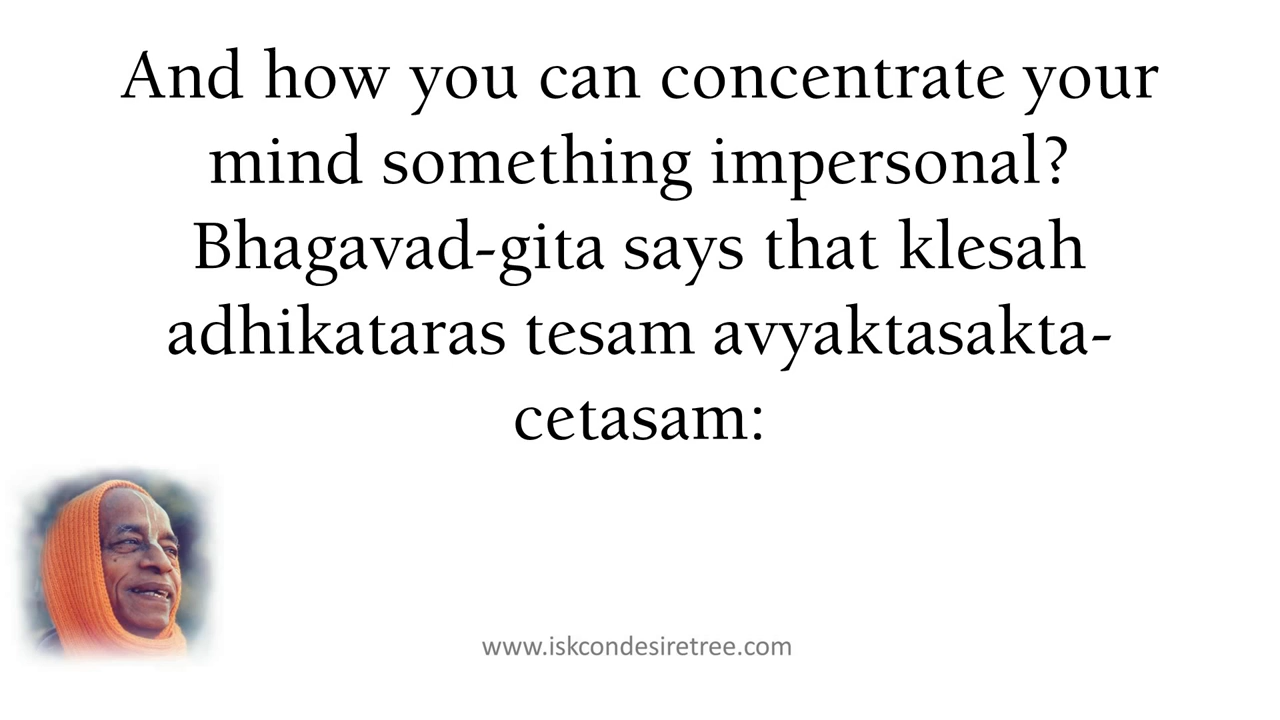 And how you can concentrate your
mind something impersonal?
Bhagavad-gita says that klesah
adhikataras tesam avyaktasakta-
cetasam:
www.iskcondesiretree.com